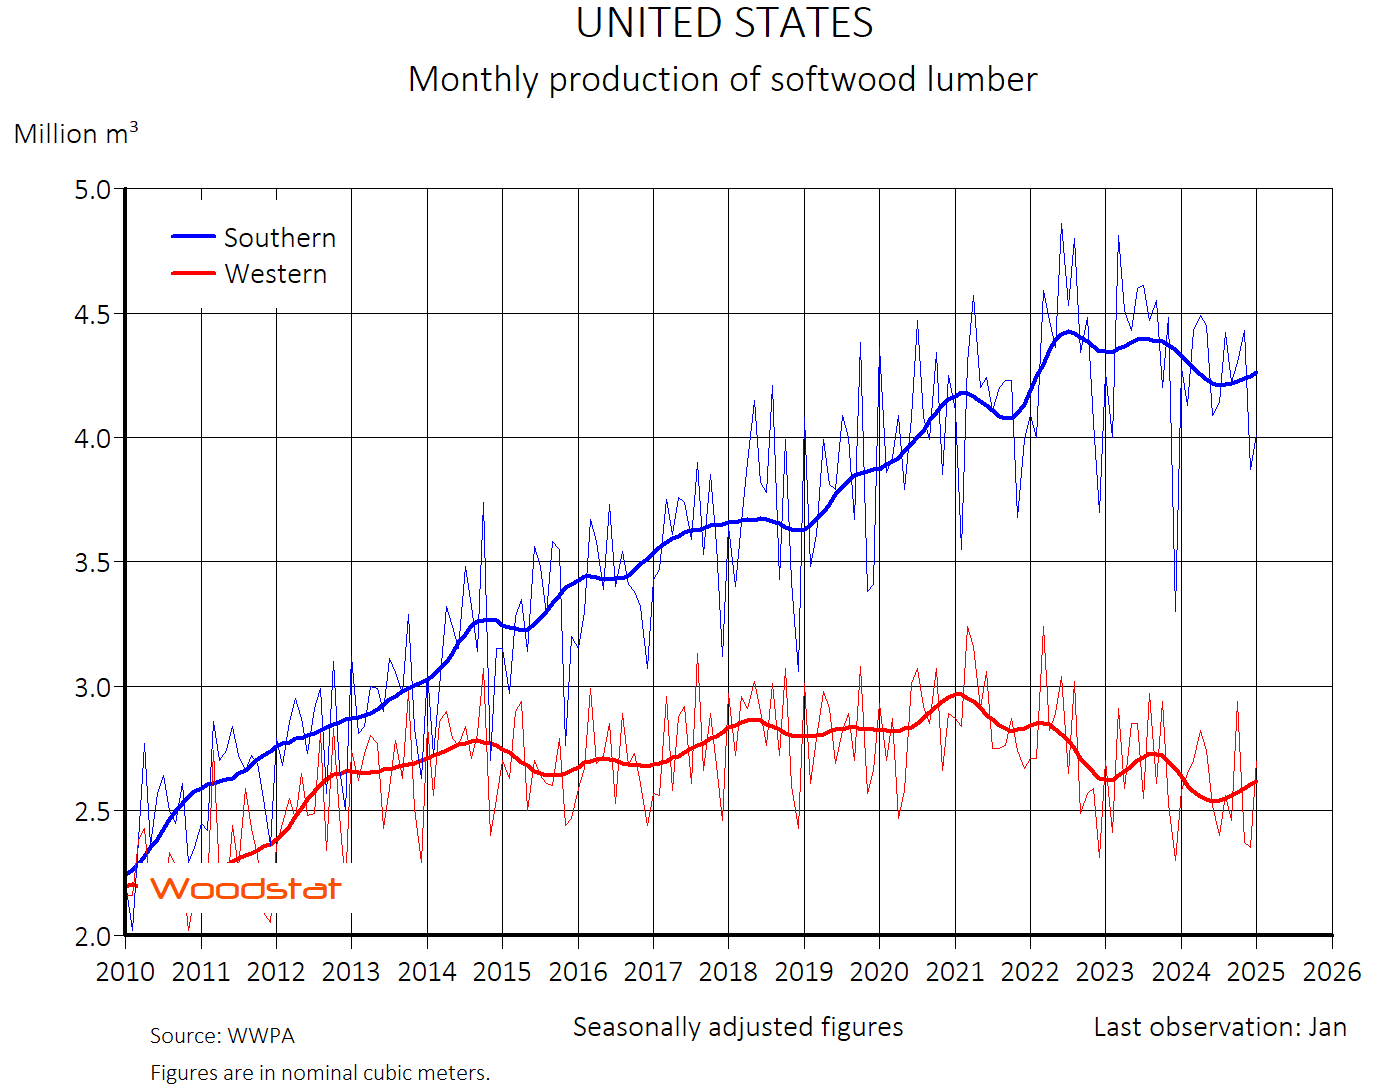 UNITED STATES
Monthly production of softwood lumber
Million m³
5.0
Southern
Western
4.5
4.0
3.5
3.0
2.5
Woodstat
2.0
2010 2011 2012 2013 2014 2015 2016 2017 2018 2019 2020 2021 2022 2023 2024 2025 2026
Source: WWPA
Seasonally adjusted figures
Last observation: Jan
Figures are in nominal cubic meters.